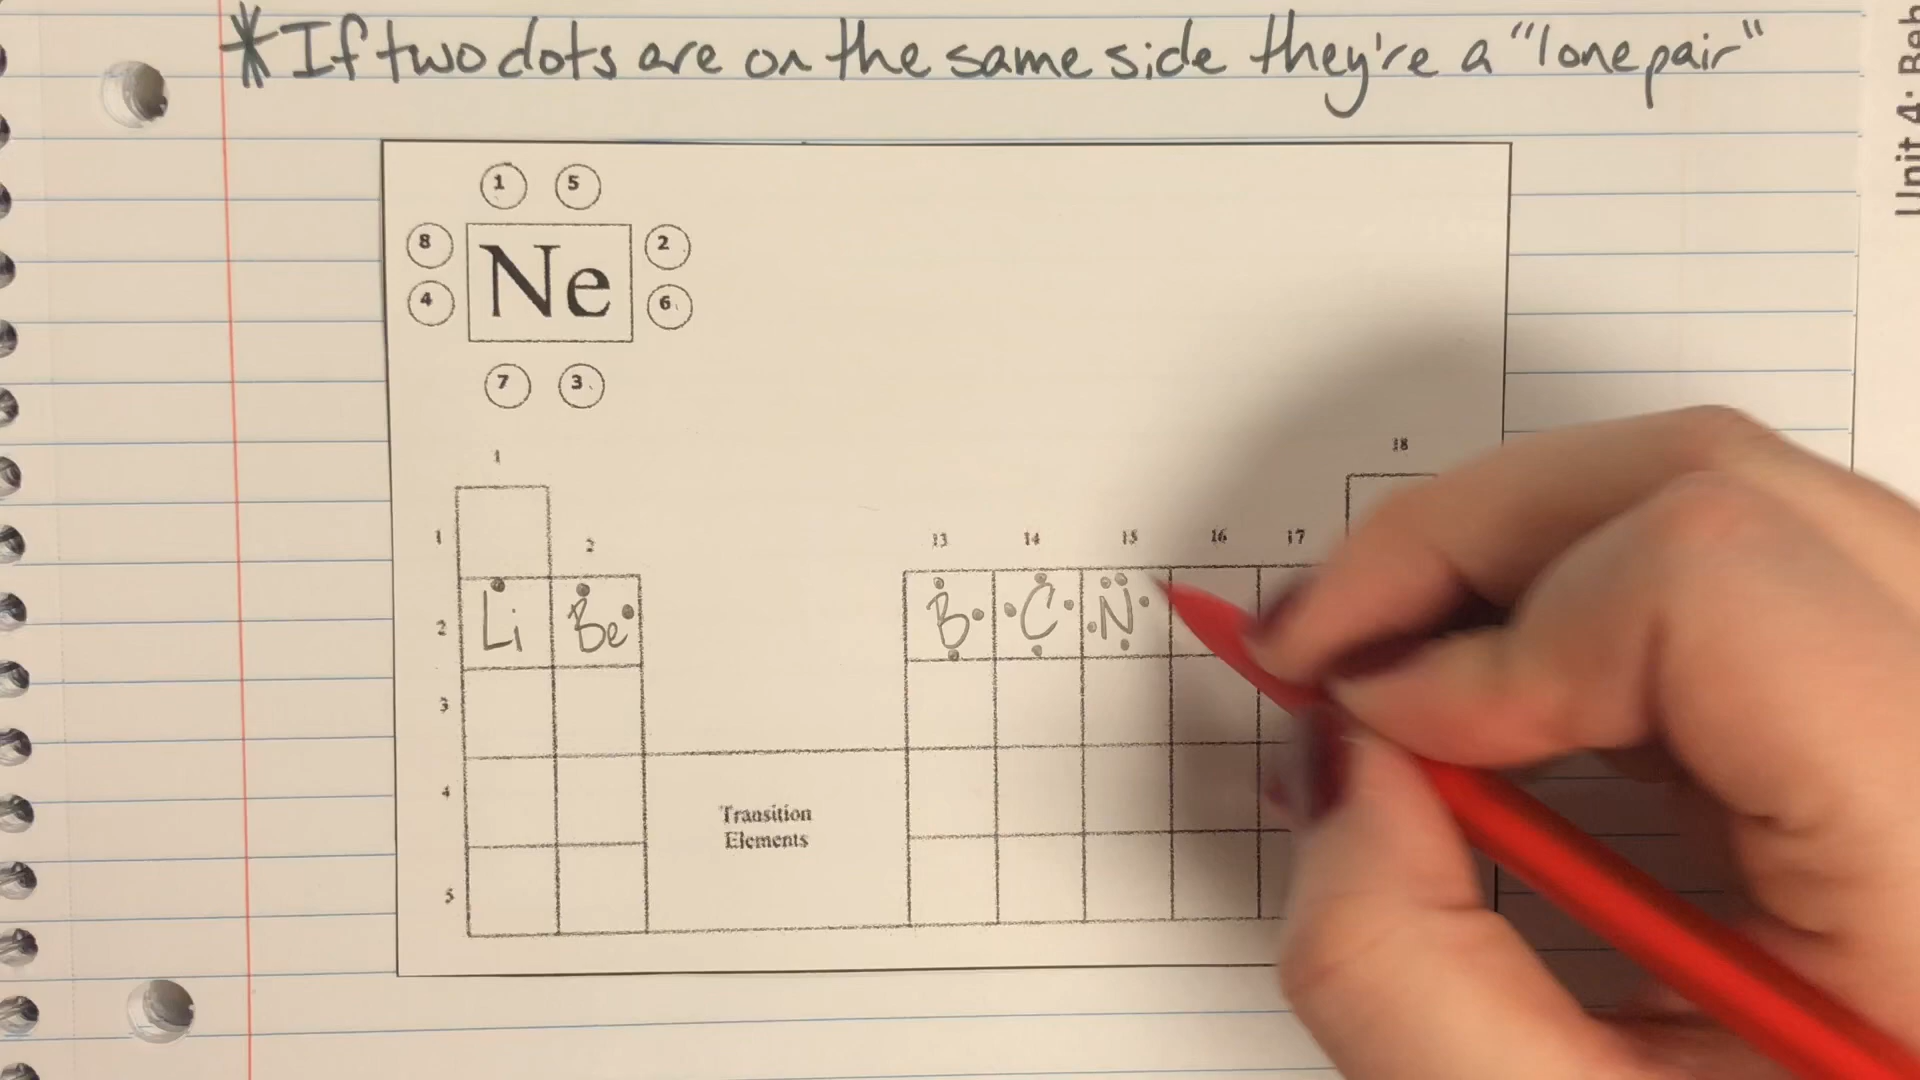 *If two dots are on the same side they're a "lone pair"
Unit 4: Beh
1 5
8 Ne 2
4 6
7 3
18
1
13 14 15 16 17
1 2
2 Li Be B C N
3
4 Transition
Elements
5